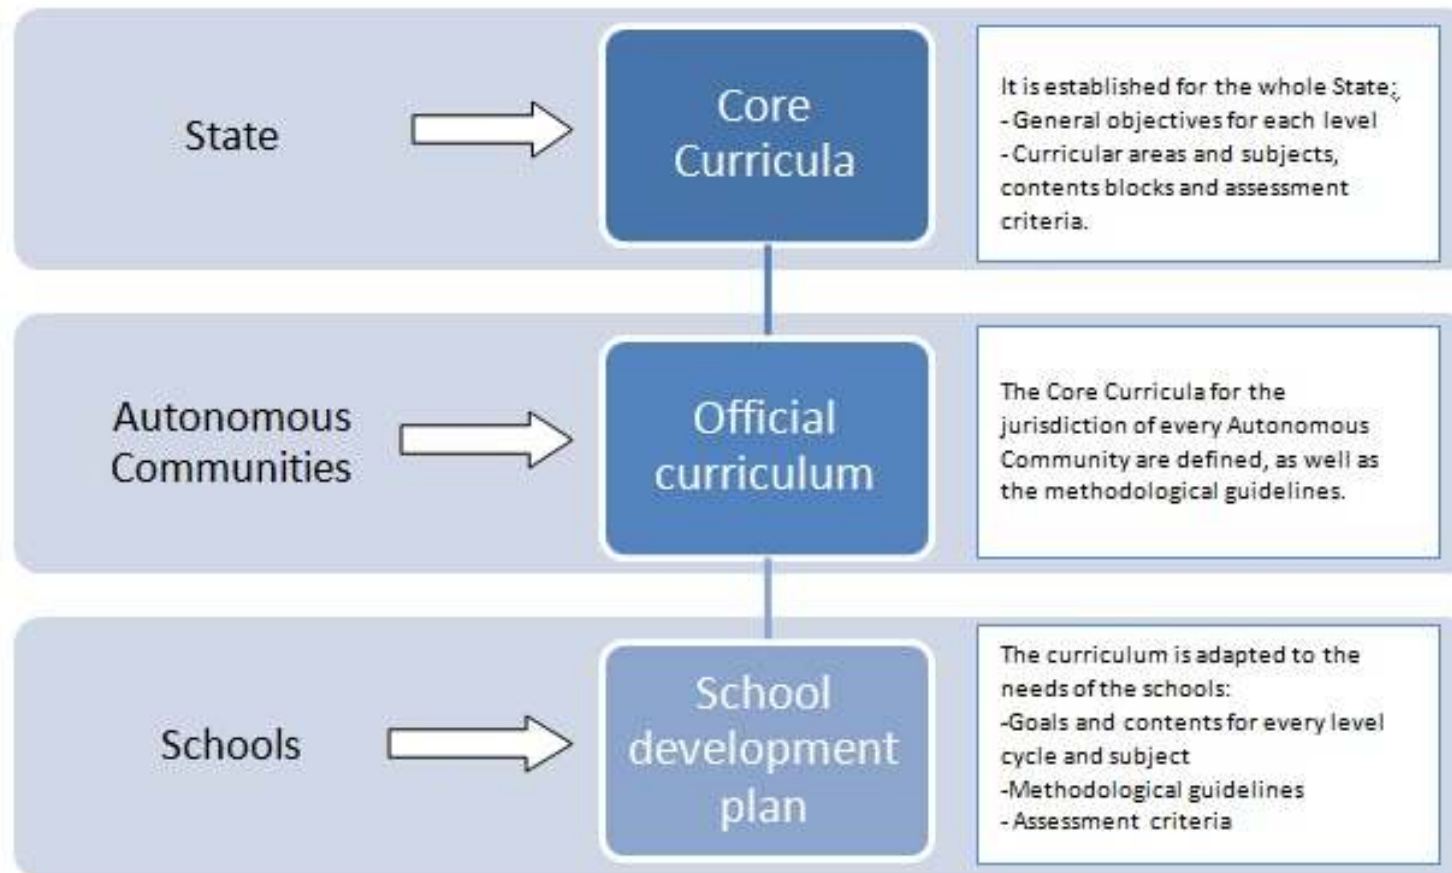 State
Core
Curricula
It is established for the whole State;
- General objectives for each level
- Curricular areas and subjects,
contents blocks and assessment
criteria.
Autonomous
Communities
Official
curriculum
The Core Curricula for the
jurisdiction of every Autonomous
Community are defined, as well as
the methodological guidelines.
Schools
School
development
plan
The curriculum is adapted to the
needs of the schools:
-Goals and contents for every level
cycle and subject
-Methodological guidelines
- Assessment criteria